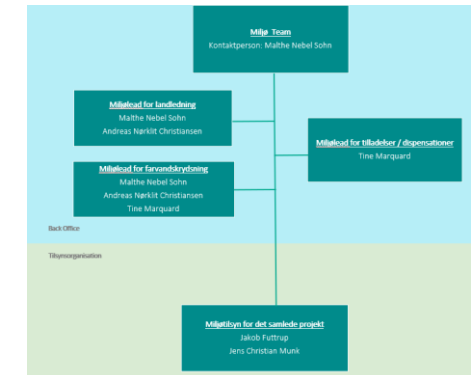 Miljø Team
Kontaktperson: Malthe Nebel Sohn
Miljølead for landledning
Malthe Nebel Sohn
Andreas Nørklit Christiansen
Miljølead for tilladelser / dispensationer
Tine Marquard
Miljølead for farvandskrydsning
Malthe Nebel Sohn
Andreas Nørklit Christiansen
Tine Marquard
Back Office
Tilsynsorganisation
Miljøtilsyn for det samlede projekt
Jakob Futtrup
Jens Christian Munk